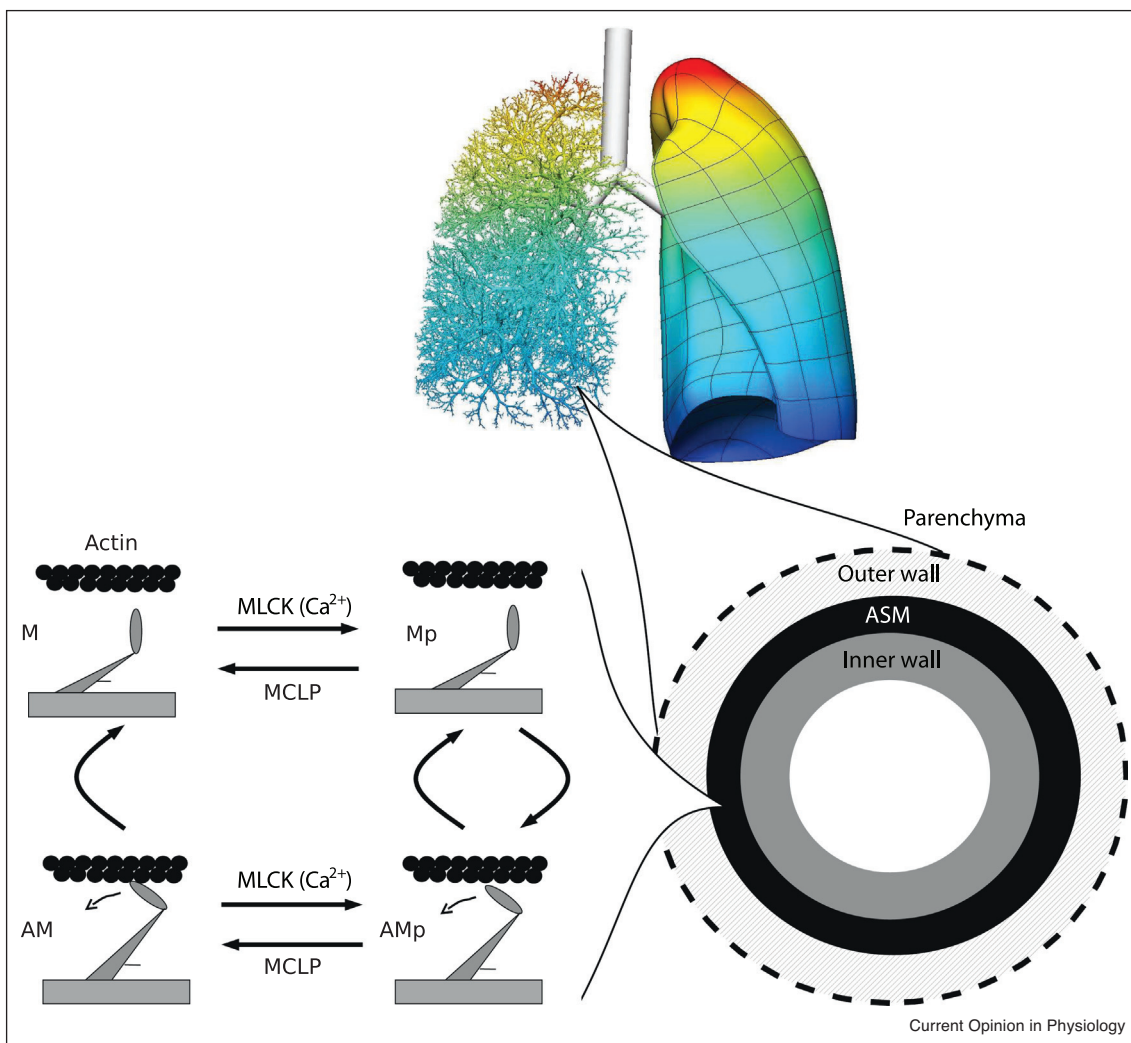 Parenchyma
Outer wall
ASM
Inner wall
Actin
M
MLCK (Ca²⁺)
MCLP
Mp
AM
MLCK (Ca²⁺)
MCLP
AMp
Current Opinion in Physiology